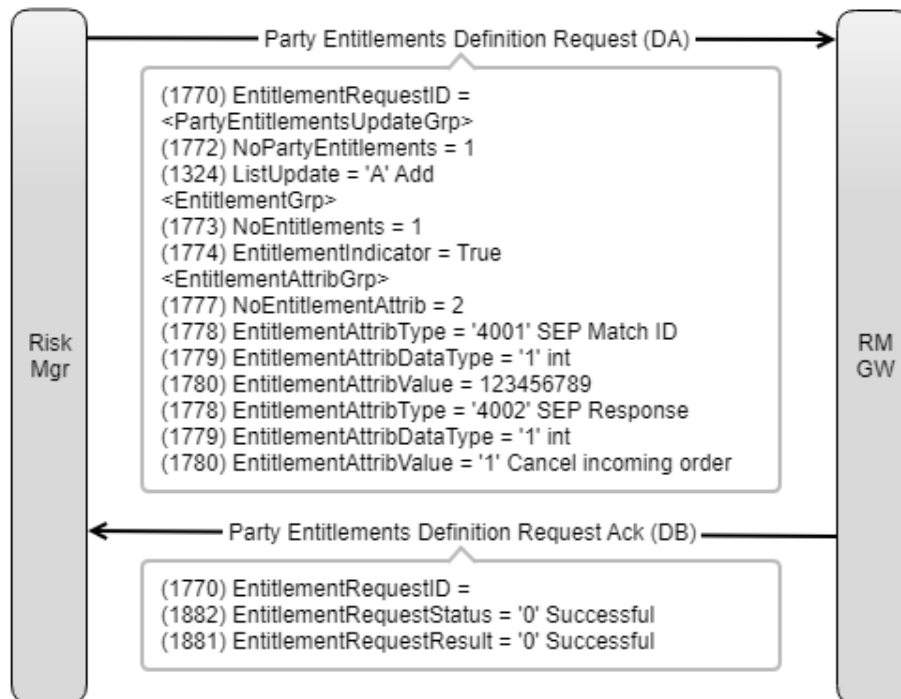 Party Entitlements Definition Request (DA)
(1770) EntitlementRequestID =
<PartyEntitlementsUpdateGrp>
(1772) NoPartyEntitlements = 1
(1324) ListUpdate = 'A' Add
<EntitlementGrp>
(1773) NoEntitlements = 1
(1774) EntitlementIndicator = True
<EntitlementAttribGrp>
(1777) NoEntitlementAttrib = 2
(1778) EntitlementAttribType = '4001' SEP Match ID
(1779) EntitlementAttribDataType = '1' int
(1780) EntitlementAttribValue = 123456789
(1778) EntitlementAttribType = '4002' SEP Response
(1779) EntitlementAttribDataType = '1' int
(1780) EntitlementAttribValue = '1' Cancel incoming order
Risk
Mgr
RM
GW
Party Entitlements Definition Request Ack (DB)
(1770) EntitlementRequestID =
(1882) EntitlementRequestStatus = '0' Successful
(1881) EntitlementRequestResult = '0' Successful